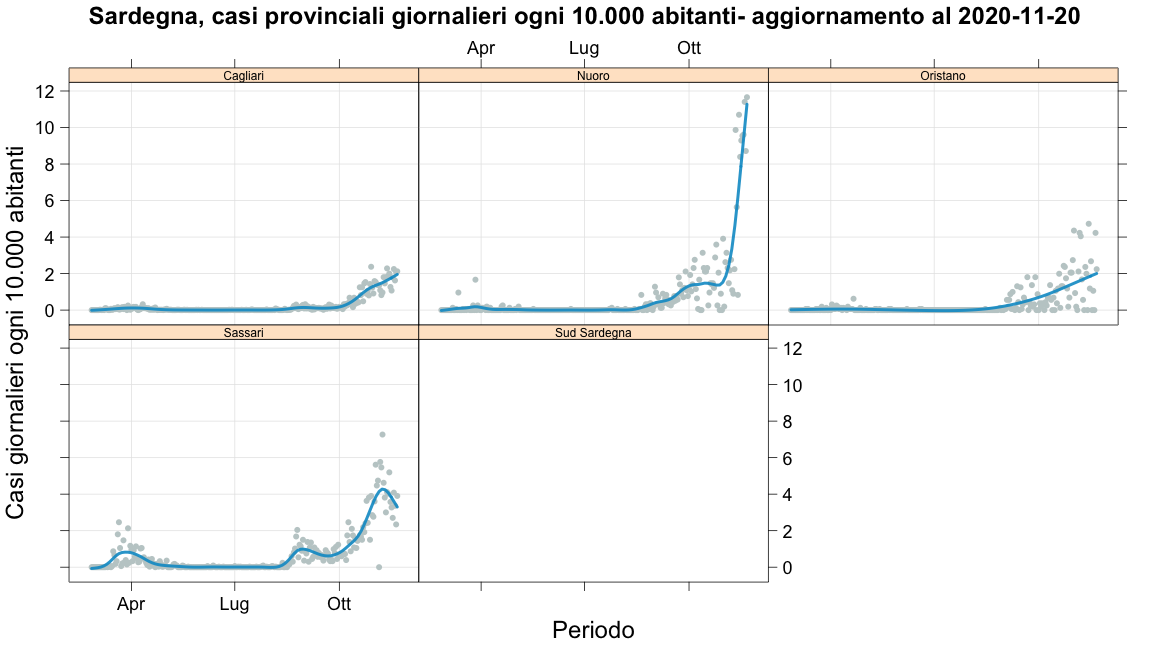 Sardegna, casi provinciali giornalieri ogni 10.000 abitanti- aggiornamento al 2020-11-20
Apr Lug Ott
Cagliari Nuoro Oristano
12
10
8
6
4
2
0
Casi giornalieri ogni 10.000 abitanti
Sassari Sud Sardegna
12
10
8
6
4
2
0
Apr Lug Ott
Periodo